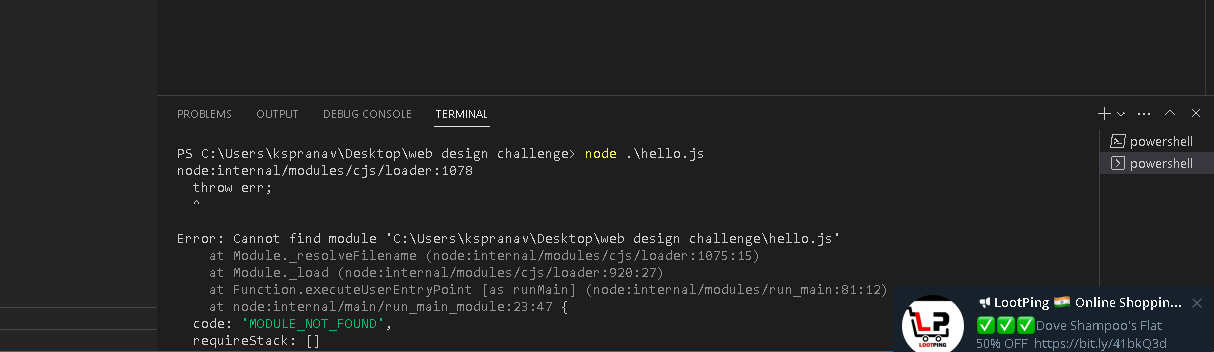 PROBLEMS OUTPUT DEBUG CONSOLE TERMINAL
powershell
powershell
PS C:\Users\kspranav\Desktop\web design challenge> node .\hello.js
node:internal/modules/cjs/loader:1078
  throw err;
  ^
Error: Cannot find module 'C:\Users\kspranav\Desktop\web design challenge\hello.js'
    at Module._resolveFilename (node:internal/modules/cjs/loader:1075:15)
    at Module._load (node:internal/modules/cjs/loader:920:27)
    at Function.executeUserEntryPoint [as runMain] (node:internal/modules/run_main:81:12)
    at node:internal/main/run_main_module:23:47 {
  code: 'MODULE_NOT_FOUND',
  requireStack: []
LP
LOOTPING
📢 LootPing 🇮🇳 Online Shoppin...
✅✅✅Dove Shampoo's Flat
50% OFF https://bit.ly/41bkQ3d